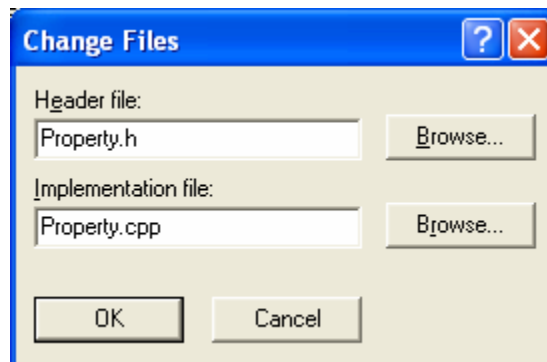 Change Files
?
Header file:
Property.h
Browse...
Implementation file:
Property.cpp
Browse...
OK
Cancel